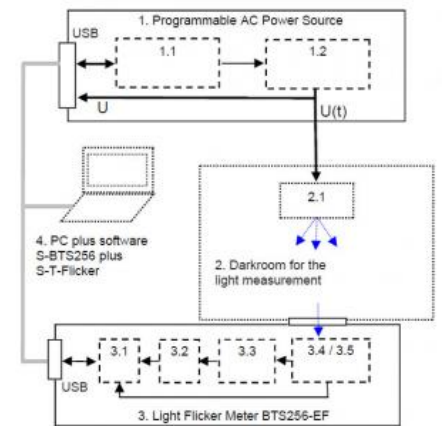 1. Programmable AC Power Source
USB
1.1
1.2
U
U(t)
2.1
4. PC plus software
S-BTS256 plus
S-T-Flicker
2. Darkroom for the
light measurement
3.1
3.2
3.3
3.4 / 3.5
USB
3. Light Flicker Meter BTS256-EF